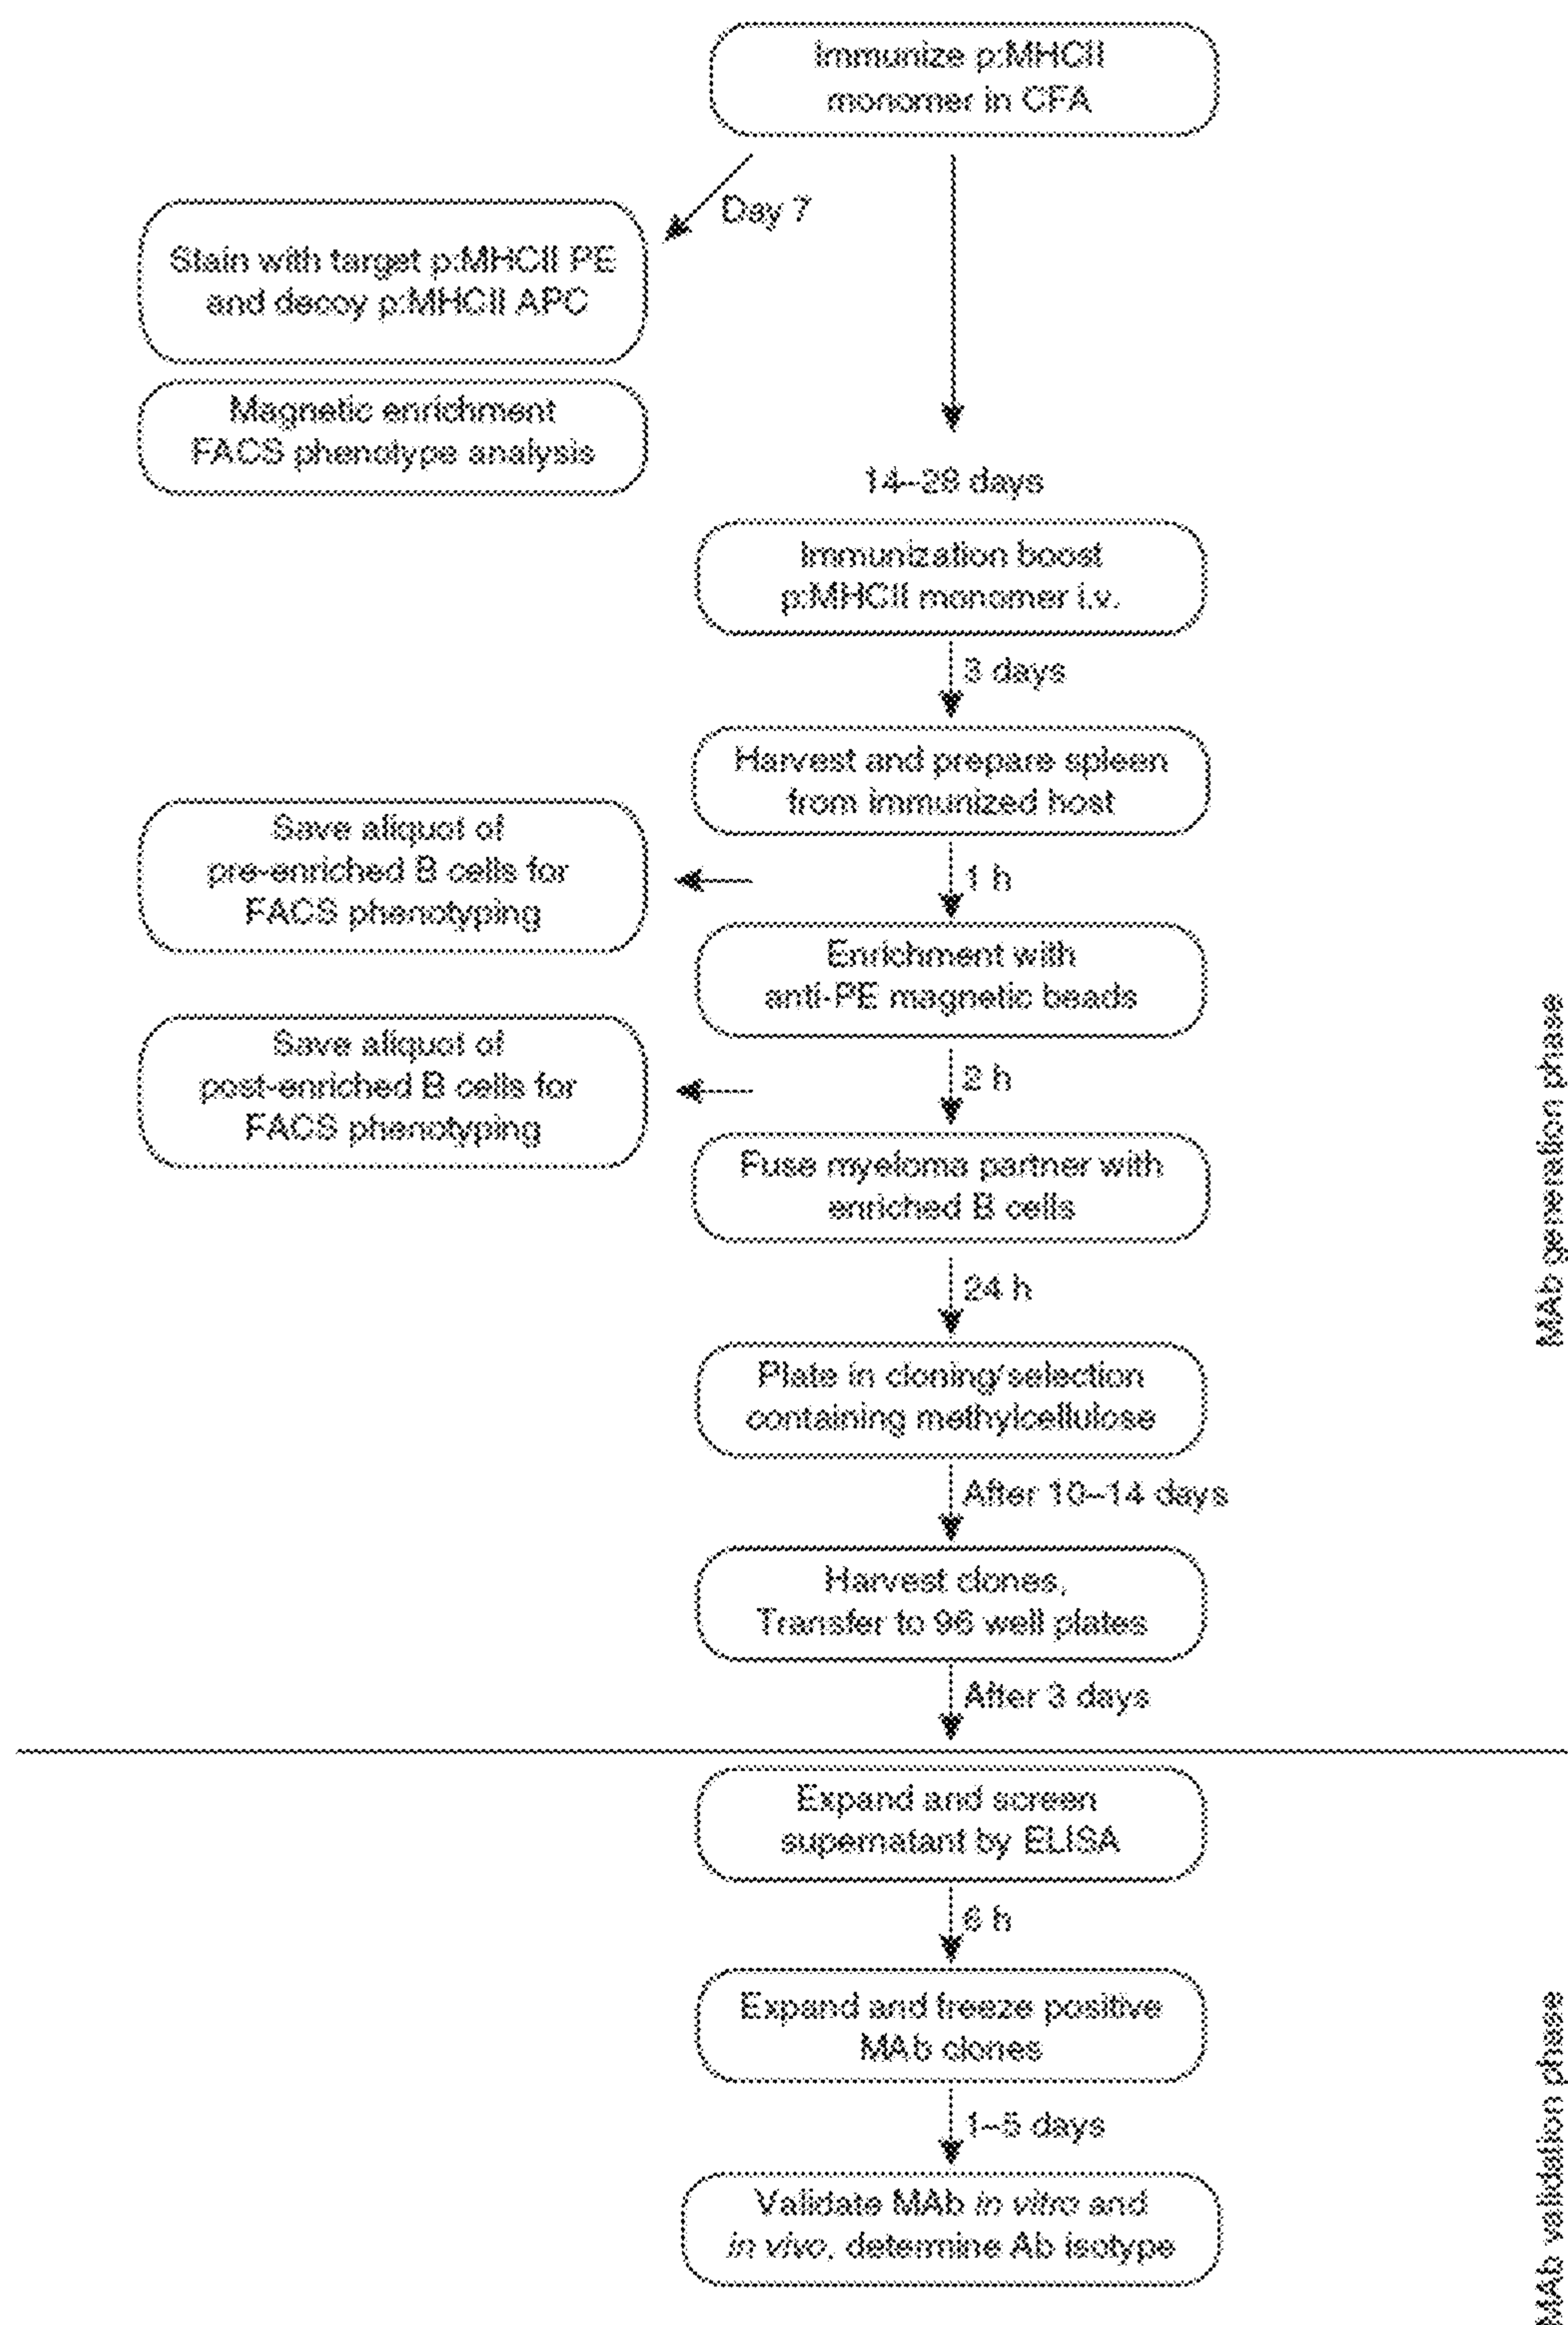 Immunize p:MHCII
monomer in CFA
Day 7
Stain with target p:MHCII PE
and decoy p:MHCII APC
Magnetic enrichment
FACS phenotype analysis
14–28 days
Immunization boost
p:MHCII monomer i.v.
3 days
Harvest and prepare spleen
from immunized host
Save aliquot of
pre-enriched B cells for
FACS phenotyping
1 h
Enrichment with
anti-PE magnetic beads
Save aliquot of
post-enriched B cells for
FACS phenotyping
2 h
Fuse myeloma partner with
enriched B cells
24 h
Plate in cloning/selection
containing methylcellulose
After 10–14 days
Harvest clones,
Transfer to 96 well plates
After 3 days
MAb generation phase
Expand and screen
supernatant by ELISA
6 h
Expand and freeze positive
MAb clones
1–5 days
Validate MAb in vitro and
in vivo, determine Ab isotype
MAb validation phase